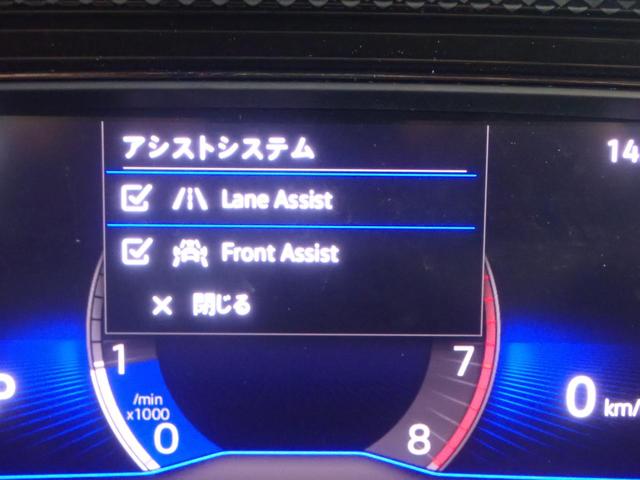 アシストシステム
14
Lane Assist
Front Assist
× 閉じる
1
7
/min
x1000
0
8
P
0 km/